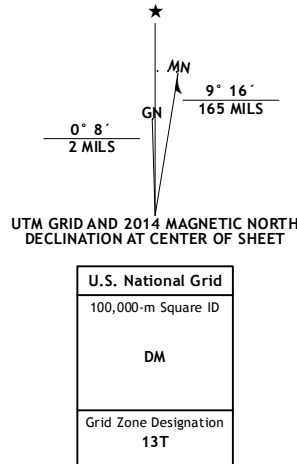 ★
MN
GN
9° 16´
165 MILS
0° 8´
2 MILS
UTM GRID AND 2014 MAGNETIC NORTH
DECLINATION AT CENTER OF SHEET
U.S. National Grid
100,000-m Square ID
DM
Grid Zone Designation
13T